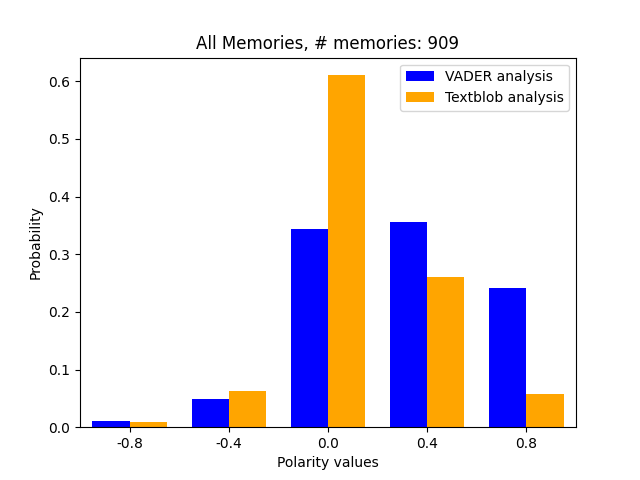 All Memories, # memories: 909
VADER analysis
Textblob analysis
Probability
0.6
0.5
0.4
0.3
0.2
0.1
0.0
-0.8 -0.4 0.0 0.4 0.8
Polarity values